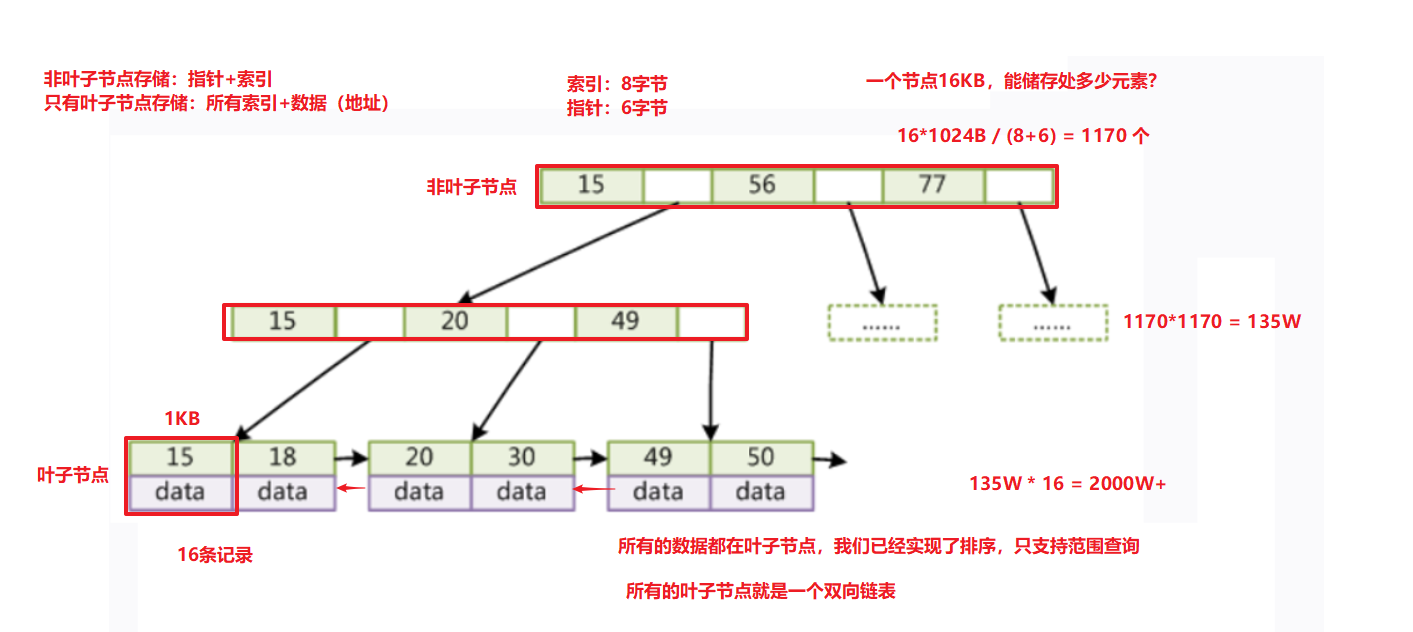 非叶子节点存储：指针+索引
只有叶子节点存储：所有索引+数据（地址）
索引：8字节
指针：6字节
一个节点16KB，能储存处多少元素？
16*1024B / (8+6) = 1170 个
非叶子节点
15 56 77
15 20 49
......
......
1170*1170 = 135W
1KB
叶子节点
15 18 20 30 49 50
data data data data data data
135W * 16 = 2000W+
16条记录
所有的数据都在叶子节点，我们已经实现了排序，只支持范围查询
所有的叶子节点就是一个双向链表